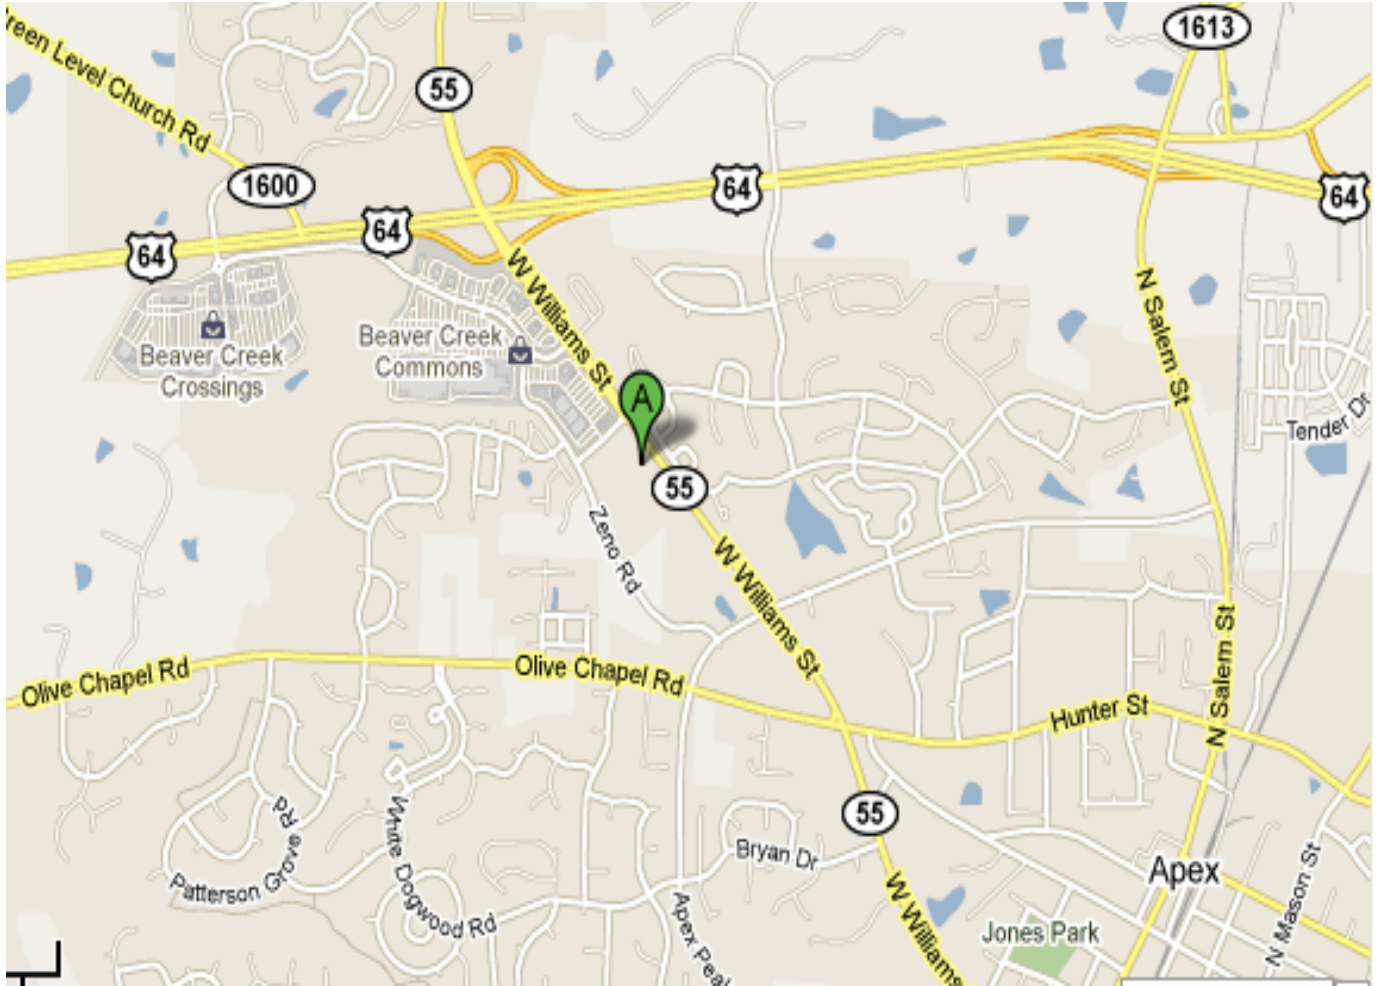 1613
reen Level Church Rd
55
1600
64
64
64
64
W Williams St
N Salem St
Beaver Creek
Crossings
Beaver Creek
Commons
A
Tender Dr
55
Zeno Rd
W Williams St
Olive Chapel Rd
Olive Chapel Rd
N Salem St
Hunter St
55
Patterson Grove Rd
White Dogwood Rd
Bryan Dr
Apex
N Mason St
W Williams
Jones Park
Apex Peak